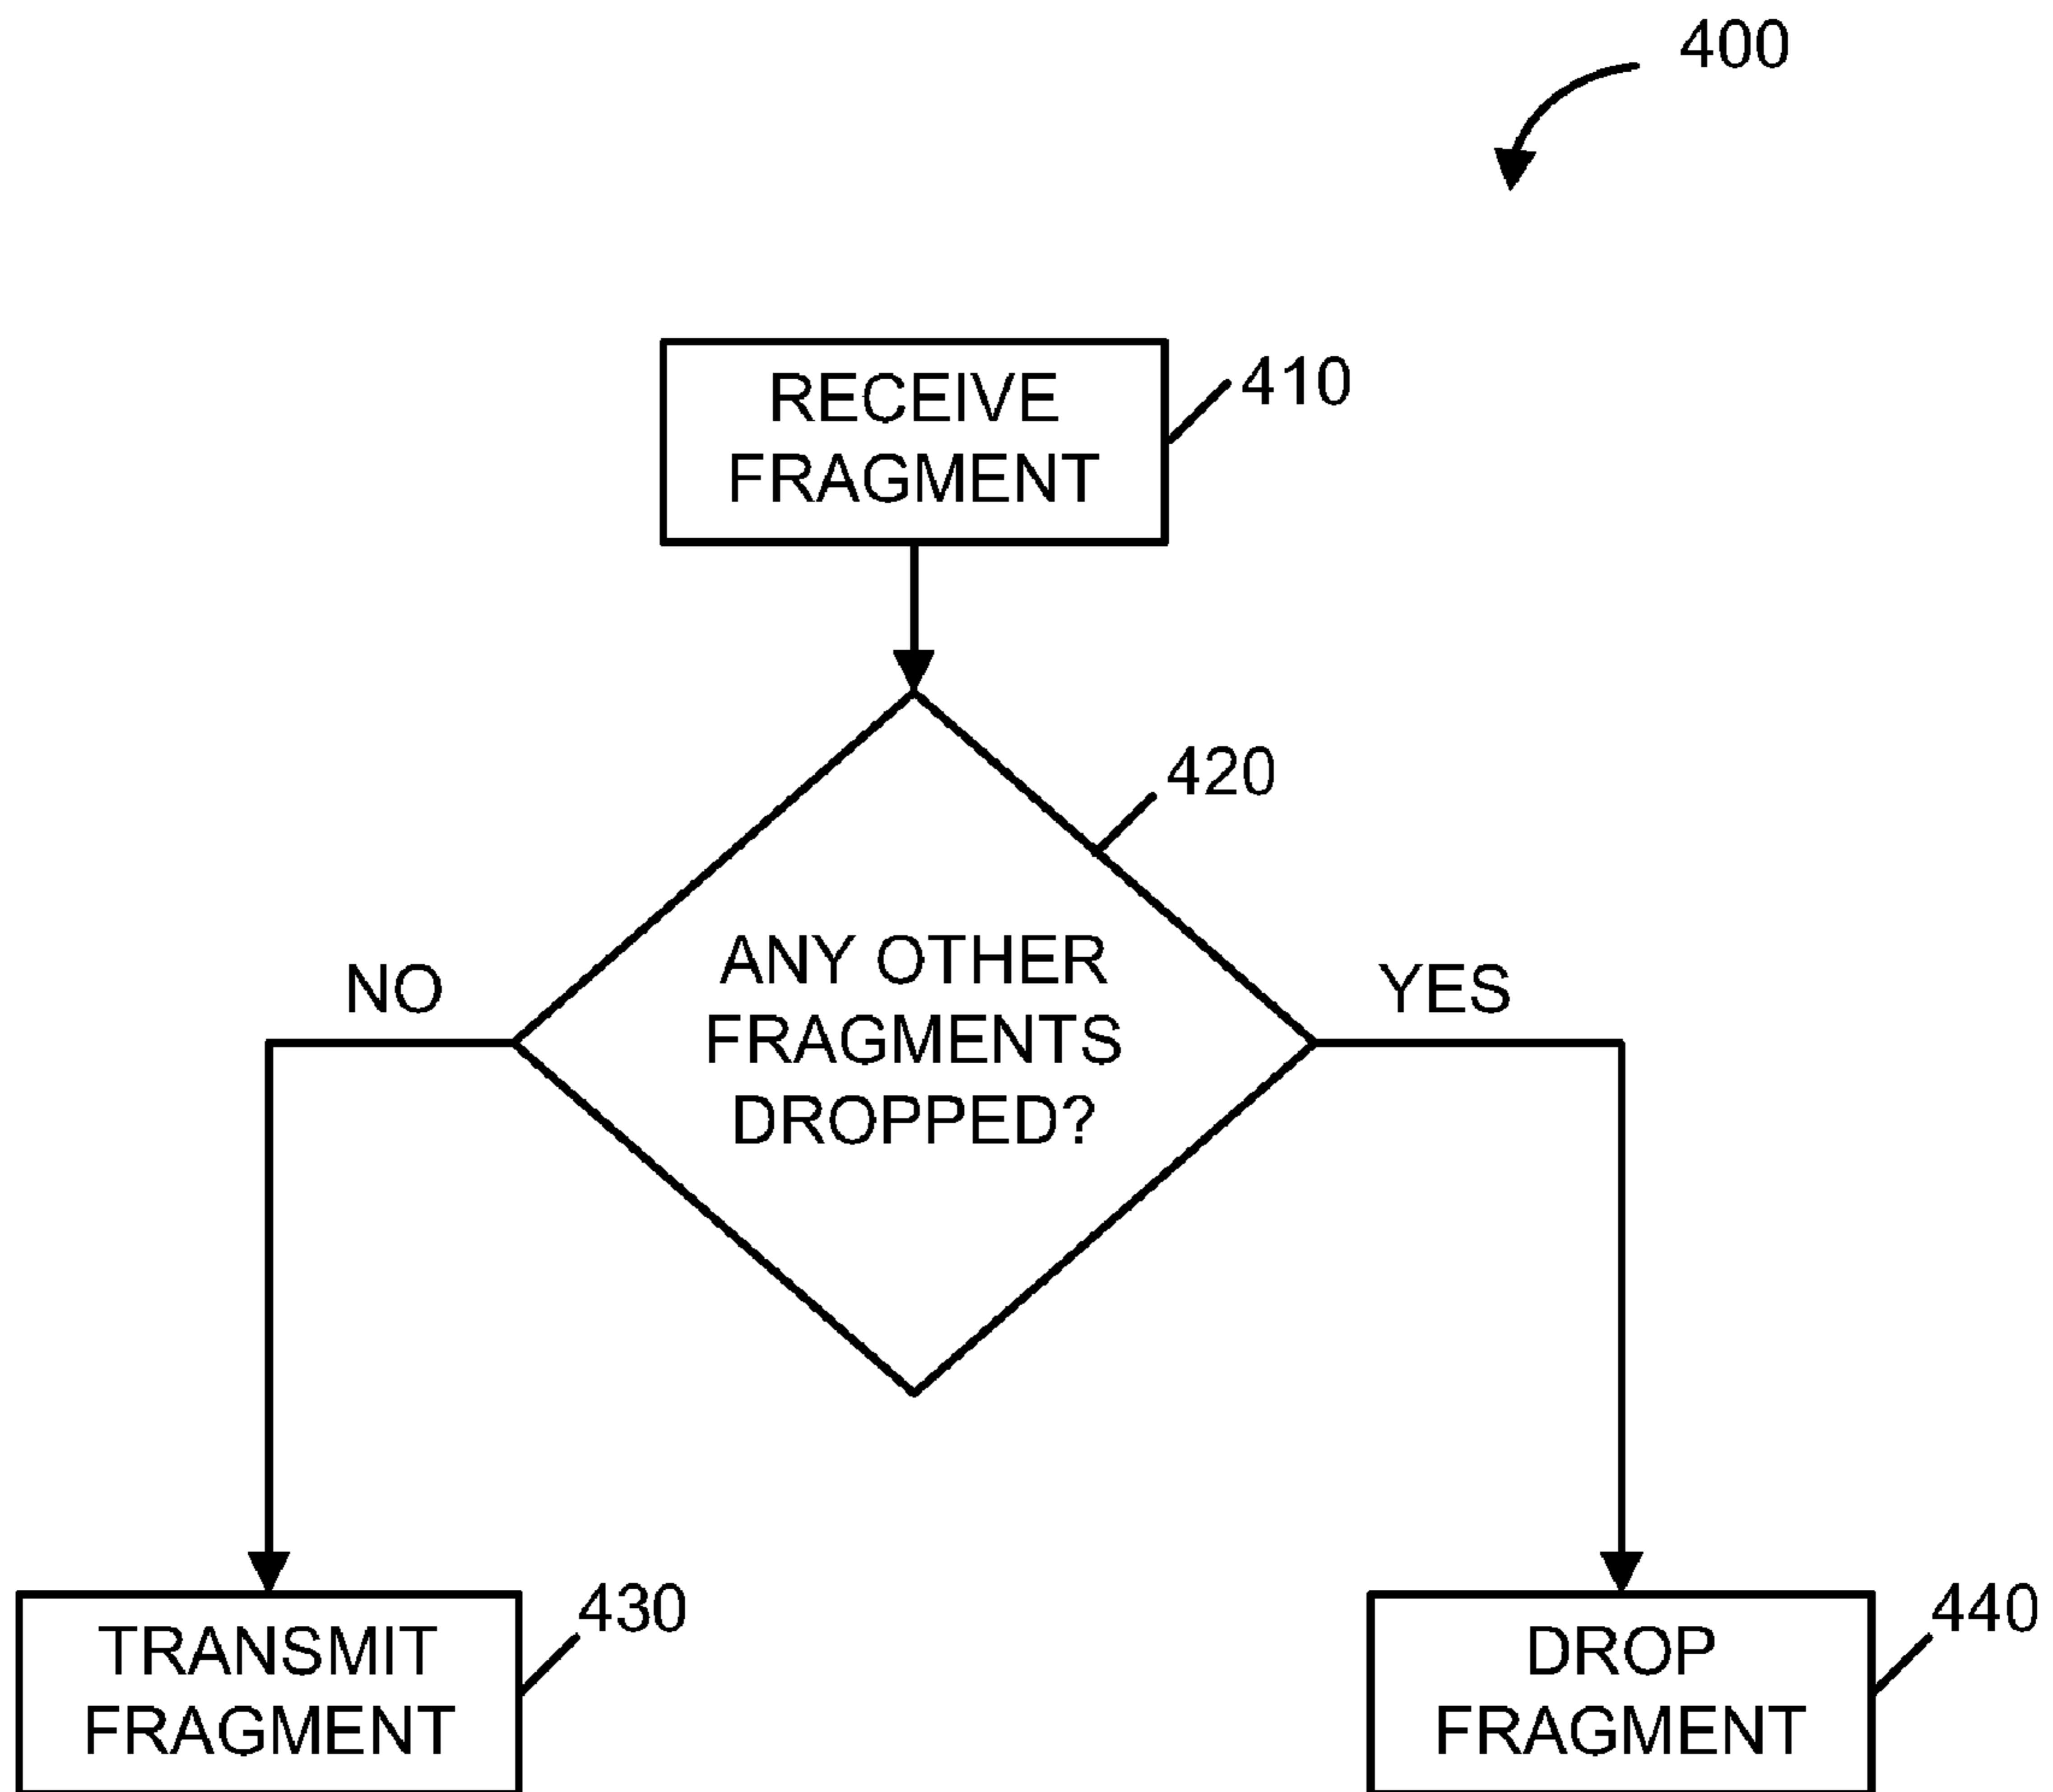 400
RECEIVE
FRAGMENT
410
420
ANY OTHER
FRAGMENTS
DROPPED?
NO
YES
TRANSMIT
FRAGMENT
430
DROP
FRAGMENT
440